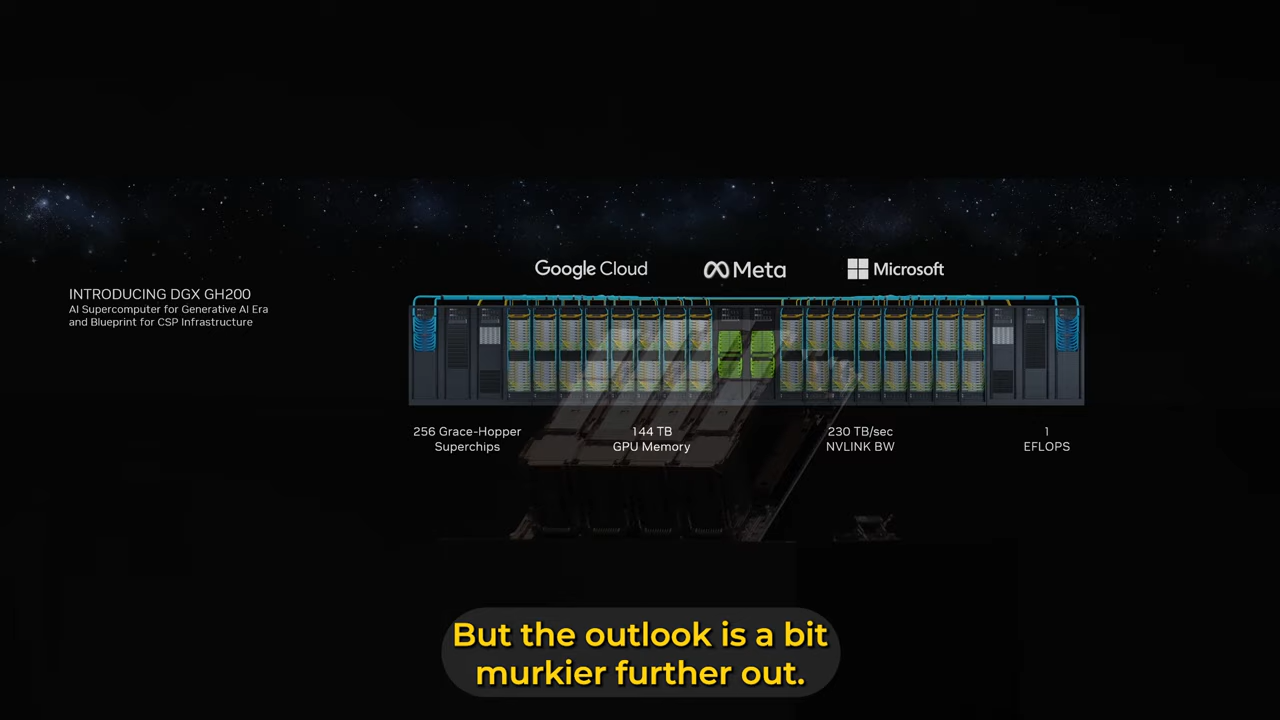 Google Cloud
Meta
Microsoft
INTRODUCING DGX GH200
AI Supercomputer for Generative AI Era
and Blueprint for CSP Infrastructure
256 Grace-Hopper
Superchips
144 TB
GPU Memory
230 TB/sec
NVLINK BW
1
EFLOPS
But the outlook is a bit
murkier further out.